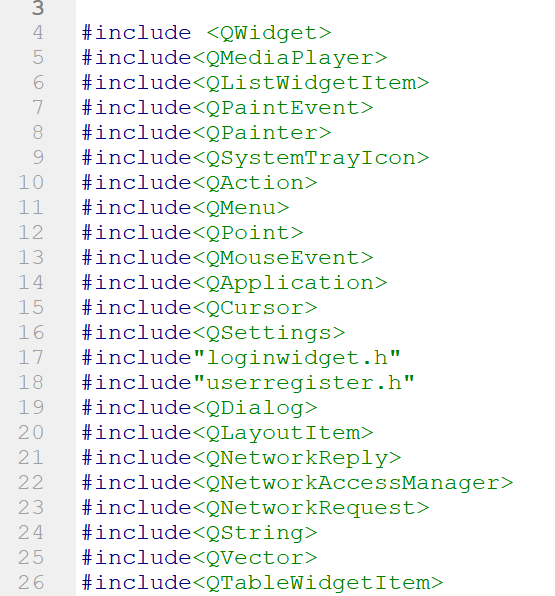 3
4 #include <QWidget>
5 #include<QMediaPlayer>
6 #include<QListWidgetItem>
7 #include<QPaintEvent>
8 #include<QPainter>
9 #include<QSystemTrayIcon>
10 #include<QAction>
11 #include<QMenu>
12 #include<QPoint>
13 #include<QMouseEvent>
14 #include<QApplication>
15 #include<QCursor>
16 #include<QSettings>
17 #include"loginwidget.h"
18 #include"userregister.h"
19 #include<QDialog>
20 #include<QLayoutItem>
21 #include<QNetworkReply>
22 #include<QNetworkAccessManager>
23 #include<QNetworkRequest>
24 #include<QString>
25 #include<QVector>
26 #include<QTableWidgetItem>